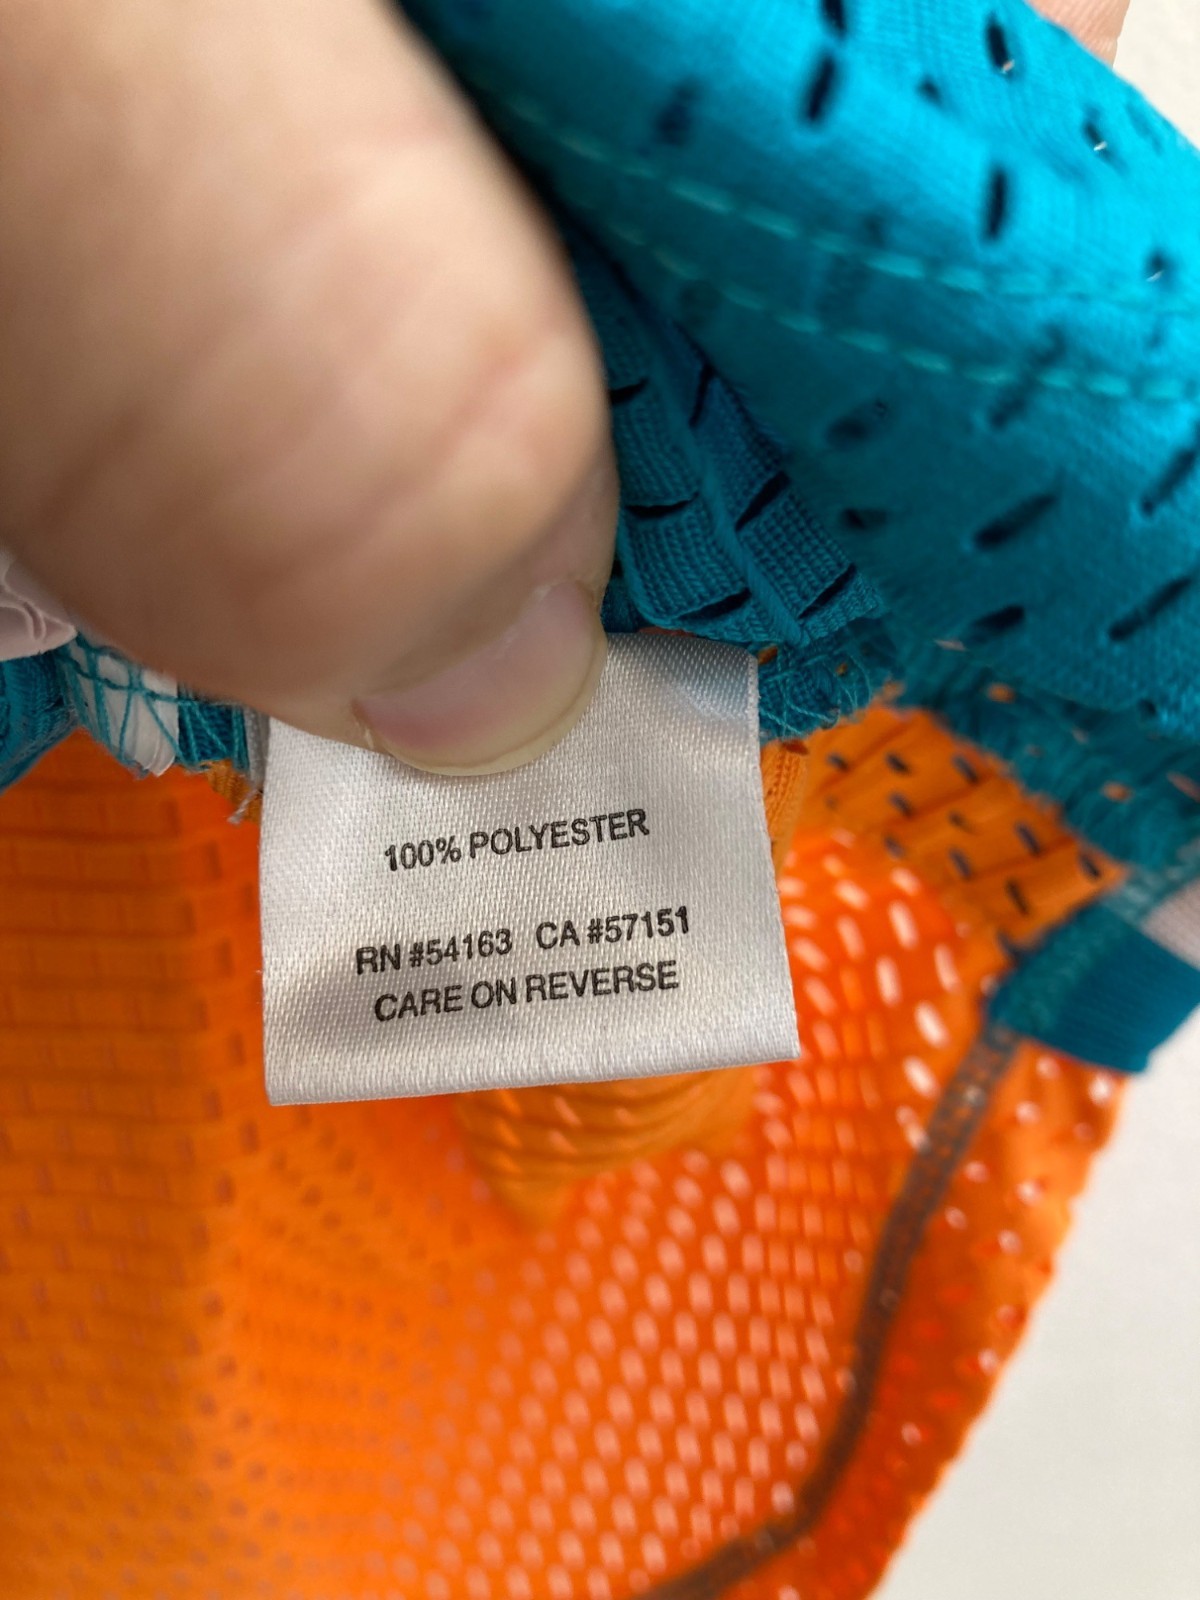 100% POLYESTER
RN #54163 CA #57151
CARE ON REVERSE